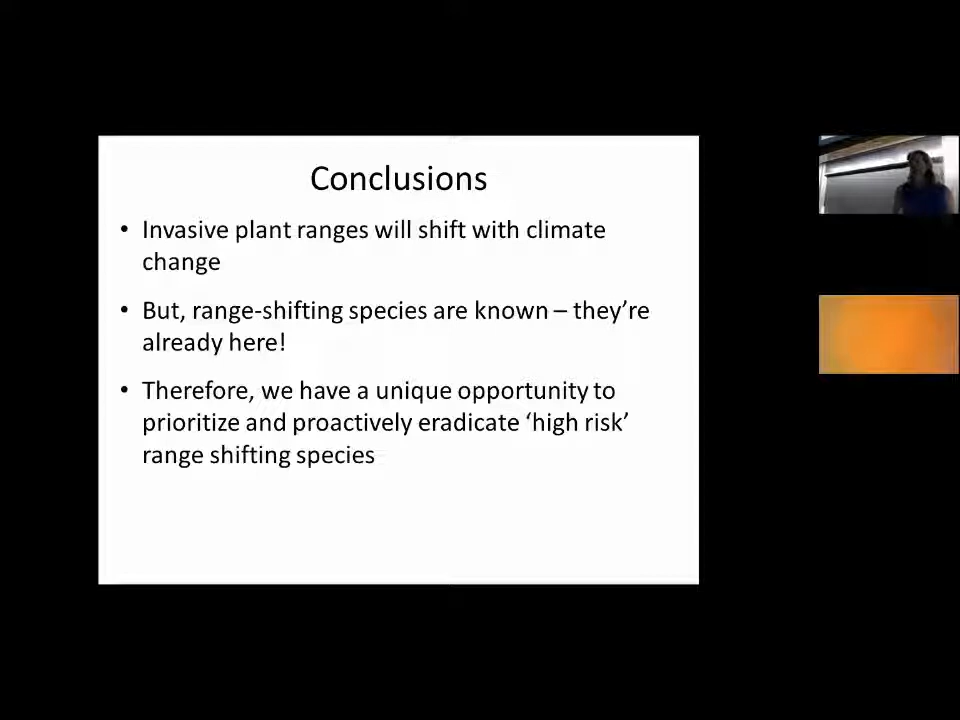 Conclusions
• Invasive plant ranges will shift with climate
change
• But, range-shifting species are known – they’re
already here!
• Therefore, we have a unique opportunity to
prioritize and proactively eradicate ‘high risk’
range shifting species